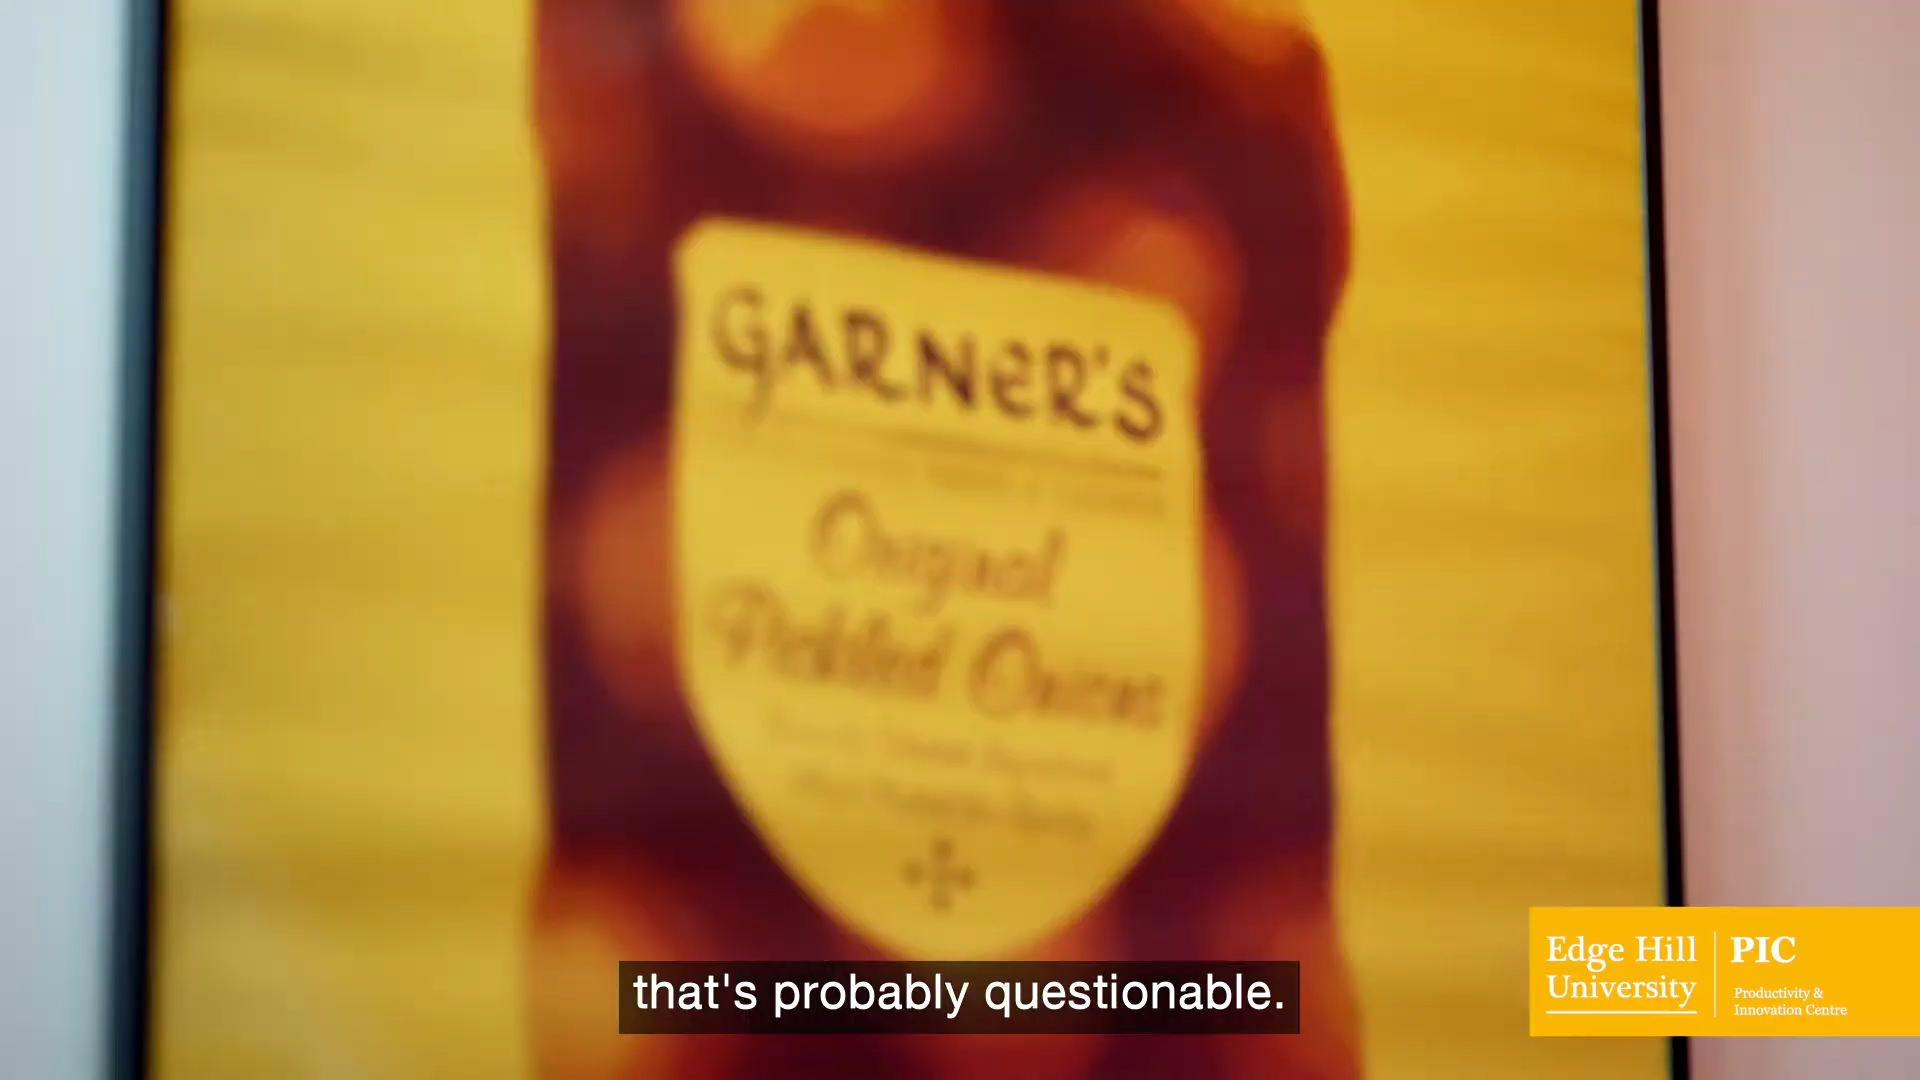 GARNER'S
Original
Pickled Onions
that's probably questionable.
Edge Hill
University
PIC
Productivity &
Innovation Centre